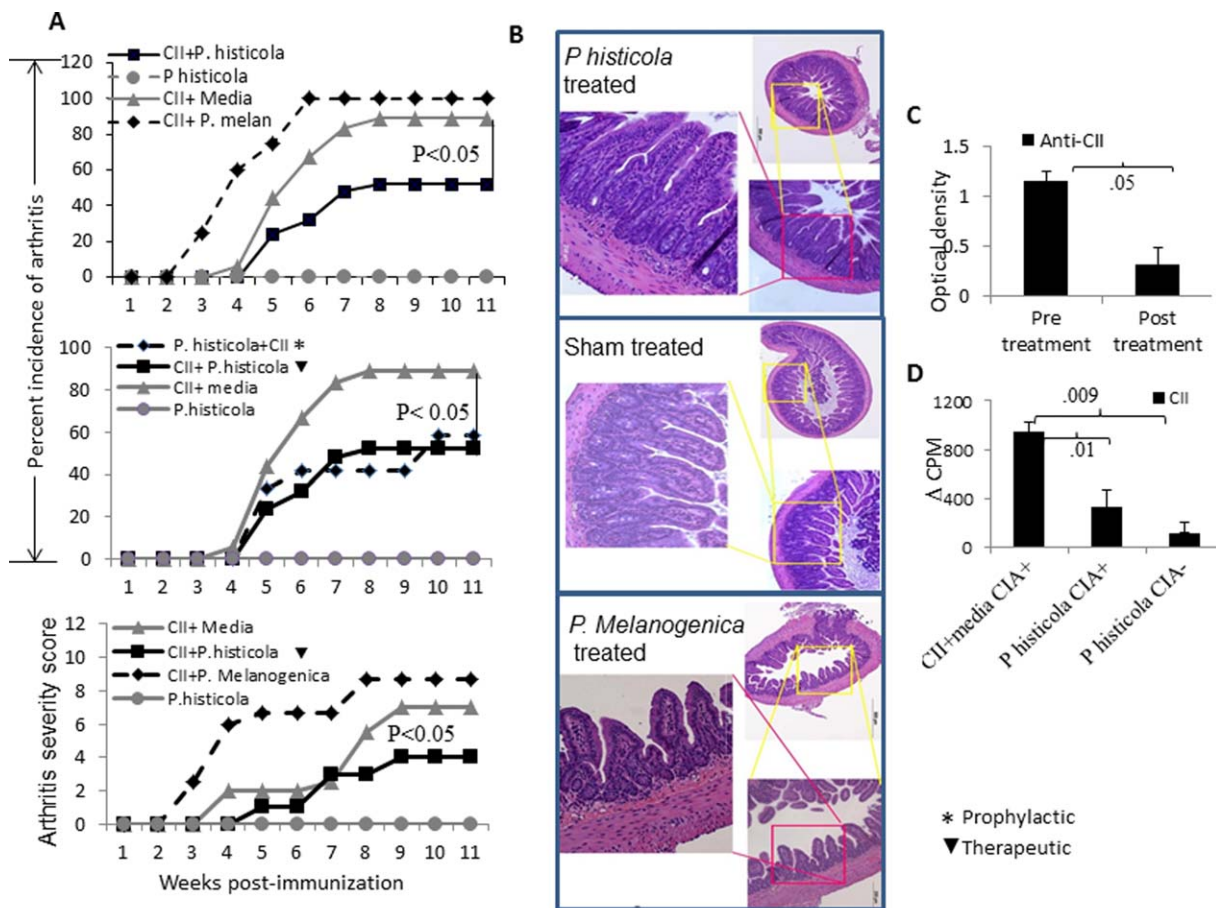 A
CII+P. histicola
P histicola
CII+ Media
CII+ P. melan
120
100
80
60
40
20
0
P<0.05
1 2 3 4 5 6 7 8 9 10 11
Percent incidence of arthritis
P. histicola+CII *
CII+ P.histicola ▼
CII+ media
P.histicola
100
80
60
40
20
0
P< 0.05
1 2 3 4 5 6 7 8 9 10 11
CII+ Media
CII+P.histicola ▼
CII+P. Melanogenica
P.histicola
12
10
8
6
4
2
0
P<0.05
1 2 3 4 5 6 7 8 9 10 11
Arthritis severity score
Weeks post-immunization
B
P histicola
treated
Sham treated
P. Melanogenica
treated
C
Anti-CII
1.5
1
0.5
0
.05
Optical density
Pre
treatment
Post
treatment
D
CII
1200
800
400
0
.009
.01
Δ CPM
CII+media CIA+
P histicola CIA+
P histicola CIA-
* Prophylactic
▼Therapeutic